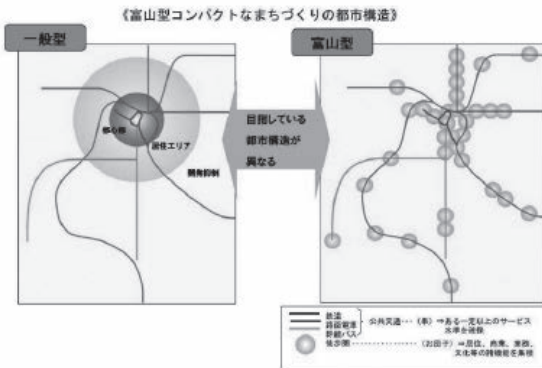 《富山型コンパクトなまちづくりの都市構造》
一般型
富山型
都心部
居住エリア
開発抑制
目指している
都市構造が
異なる
鉄道
路面電車
幹線バス
公共交通…（串）⇒ある一定以上のサービス
水準を確保
徒歩圏……（お団子）⇒居住、商業、業務、
文化等の諸機能を集積